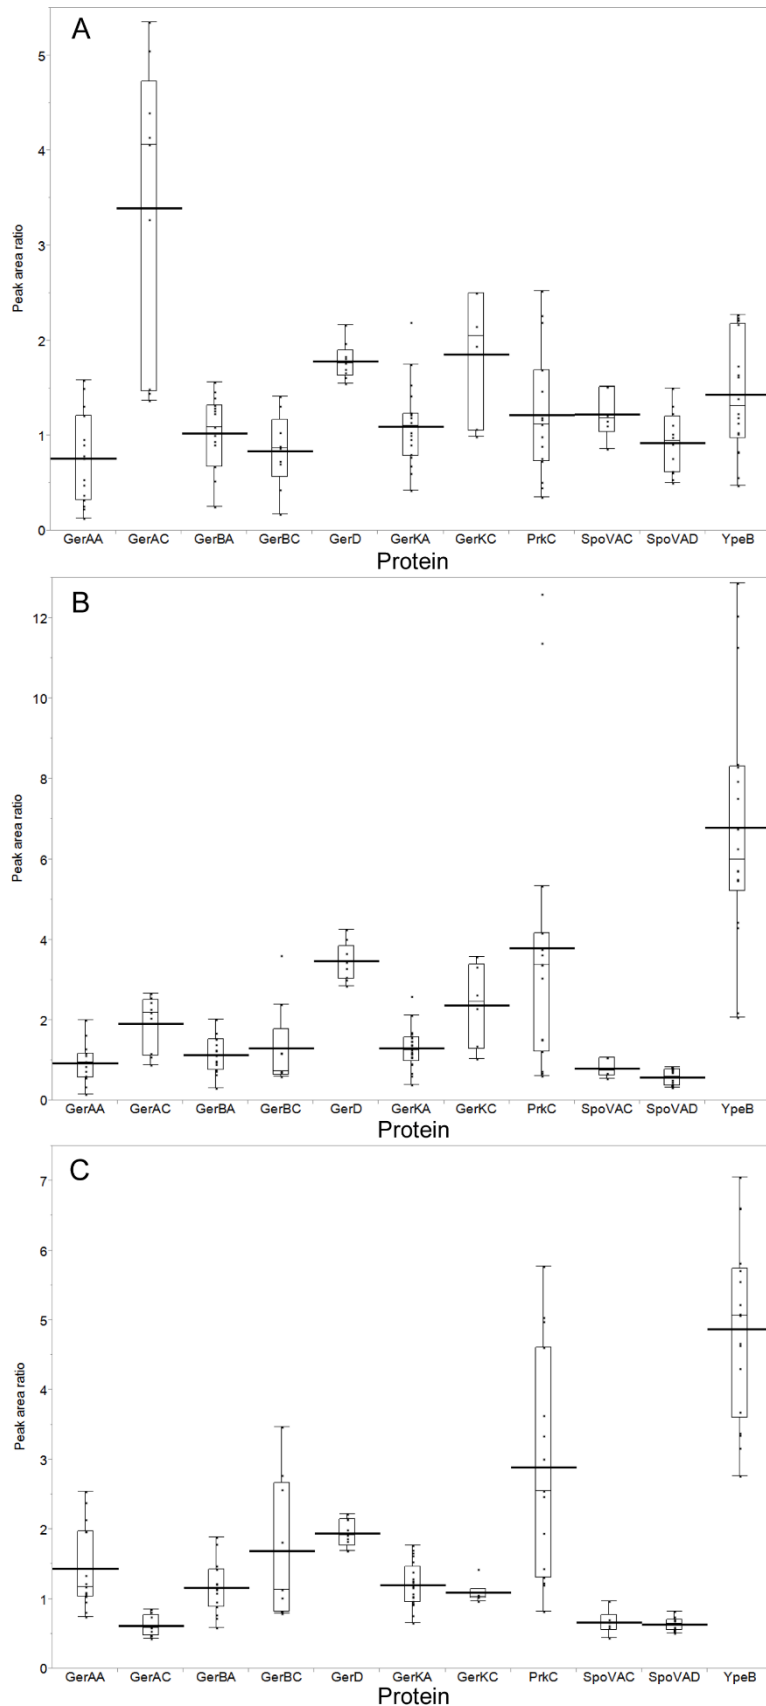 A
Peak area ratio
5
4
3
2
1
0
GerAA GerAC GerBA GerBC GerD GerKA GerKC PrkC SpoVAC SpoVAD YpeB
Protein
B
Peak area ratio
12
10
8
6
4
2
0
GerAA GerAC GerBA GerBC GerD GerKA GerKC PrkC SpoVAC SpoVAD YpeB
Protein
C
Peak area ratio
7
6
5
4
3
2
1
0
GerAA GerAC GerBA GerBC GerD GerKA GerKC PrkC SpoVAC SpoVAD YpeB
Protein